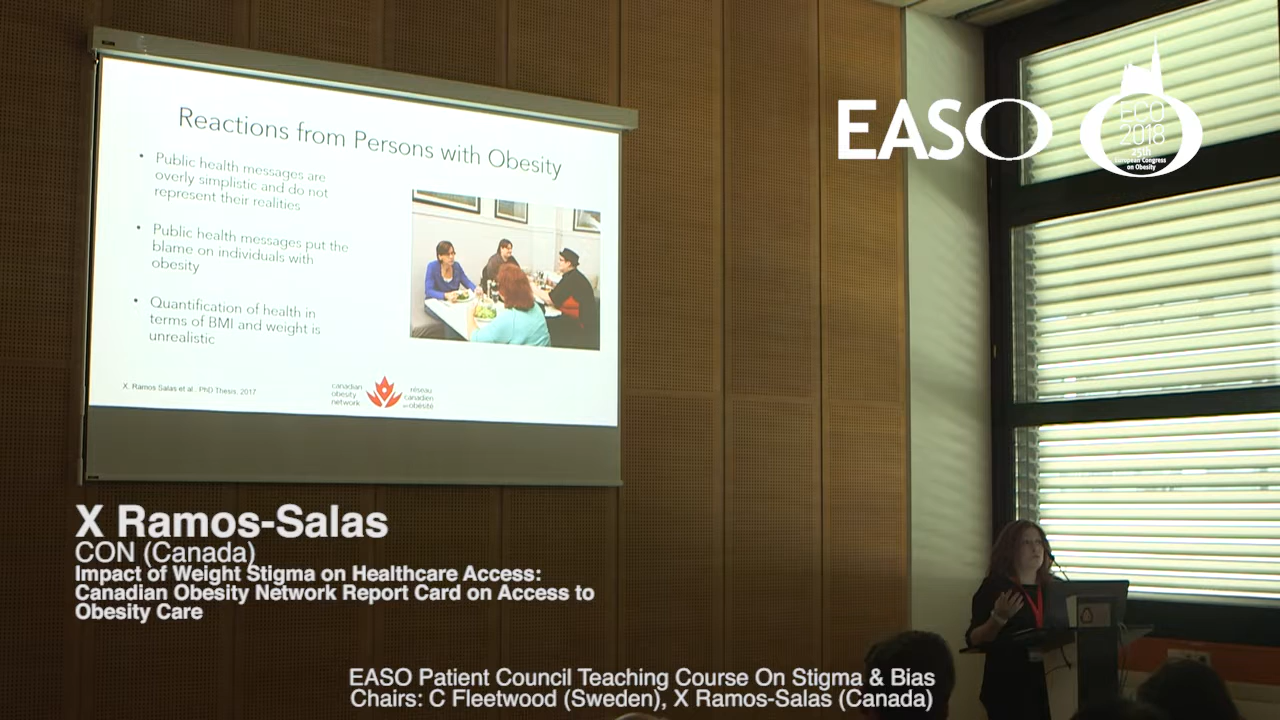 Reactions from Persons with Obesity
• Public health messages are
overly simplistic and do not
represent their realities
• Public health messages put the
blame on individuals with
obesity
• Quantification of health in
terms of BMI and weight is
unrealistic
X. Ramos Salas et al., PhD Thesis, 2017
canadian
obesity
network
réseau
canadien
en obésité
EASO
ECO
2018
25th
European Congress
on Obesity
X Ramos-Salas
CON (Canada)
Impact of Weight Stigma on Healthcare Access:
Canadian Obesity Network Report Card on Access to
Obesity Care
EASO Patient Council Teaching Course On Stigma & Bias
Chairs: C Fleetwood (Sweden), X Ramos-Salas (Canada)